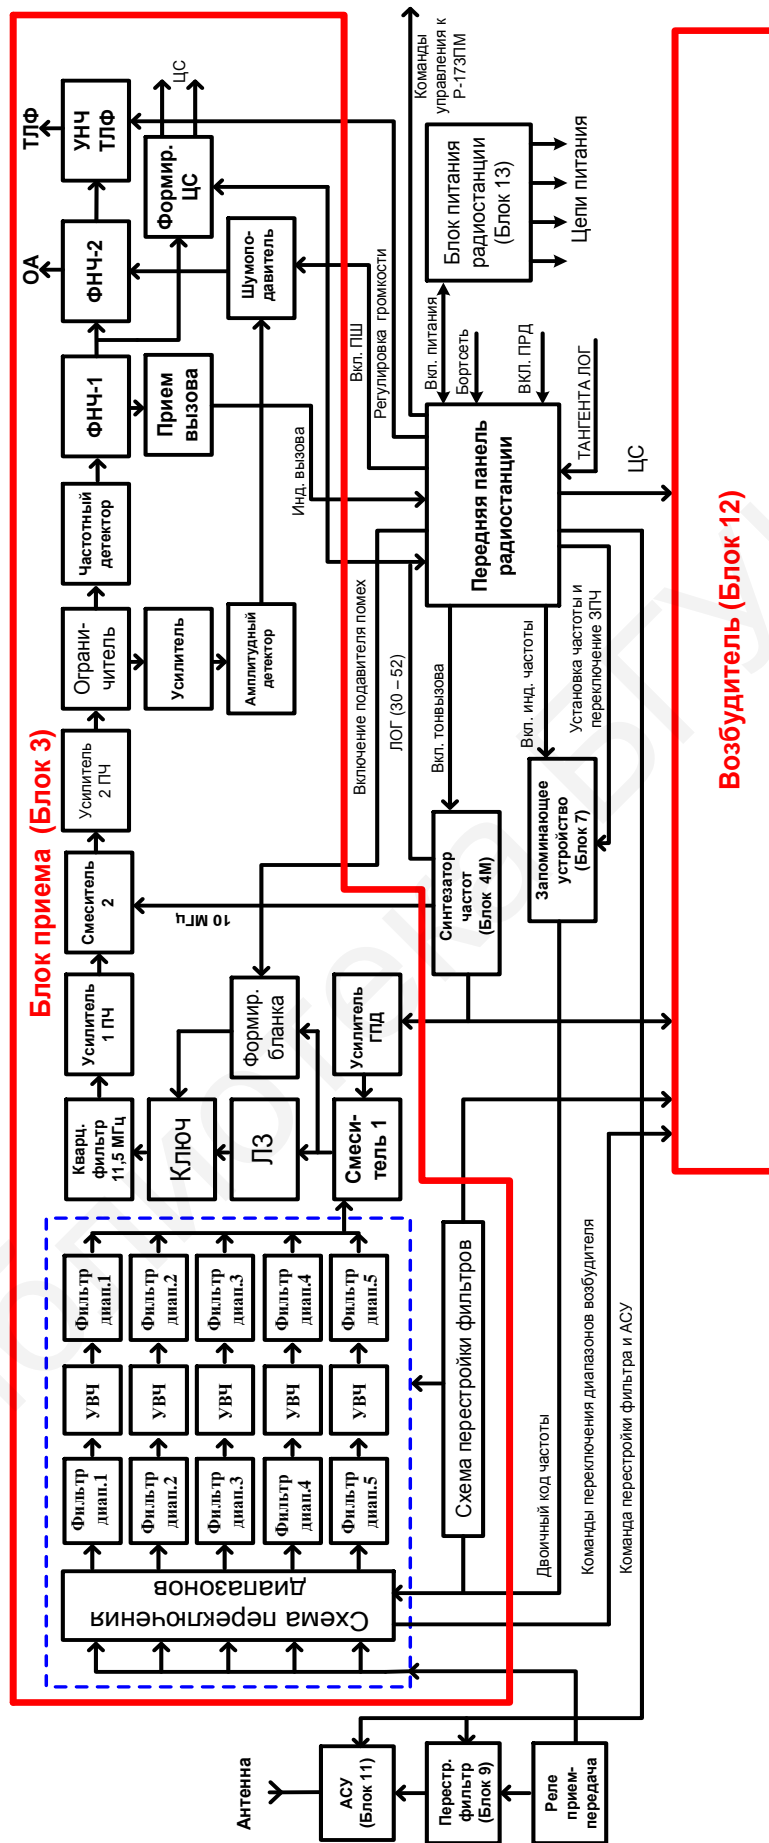 Блок приема (Блок 3)
Возбудитель (Блок 12)
Антенна
АСУ
(Блок 11)
Перестр.
фильтр
(Блок 9)
Реле
прием-
передача
Схема переключения
диапазонов
Фильтр
диап.1
Фильтр
диап.2
Фильтр
диап.3
Фильтр
диап.4
Фильтр
диап.5
УВЧ
УВЧ
УВЧ
УВЧ
УВЧ
Фильтр
диап.1
Фильтр
диап.2
Фильтр
диап.3
Фильтр
диап.4
Фильтр
диап.5
Схема перестройки фильтров
Двоичный код частоты
Команды переключения диапазонов возбудителя
Команда перестройки фильтра и АСУ
Кварц.
фильтр
11,5 МГц
Ключ
ЛЗ
Смеси-
тель 1
Усилитель
1 ПЧ
Формир.
бланка
Усилитель
ГПД
Смеситель
2
10 МГц
Синтезатор
частот
(Блок 4М)
Запоминающее
устройство
(Блок 7)
Усилитель
2 ПЧ
Включение подавителя помех
ЛОГ (30 – 52)
Вкл. тонвызова
Вкл. инд. частоты
Установка частоты и
переключение ЗПЧ
Ограни-
читель
Усилитель
Амплитудный
детектор
Частотный
детектор
Инд. вызова
ФНЧ-1
Прием
вызова
Вкл. ПШ
Регулировка громкости
Передняя панель
радиостанции
ЦС
ТАНГЕНТА ЛОГ
ВКЛ. ПРД
Бортсеть
Вкл. питания
ОА
ФНЧ-2
Шумопо-
давитель
ТЛФ
УНЧ
ТЛФ
Формир.
ЦС
ЦС
Команды
управления к
Р-173ПМ
Блок питания
радиостанции
(Блок 13)
Цепи питания
библиотека БГУИР